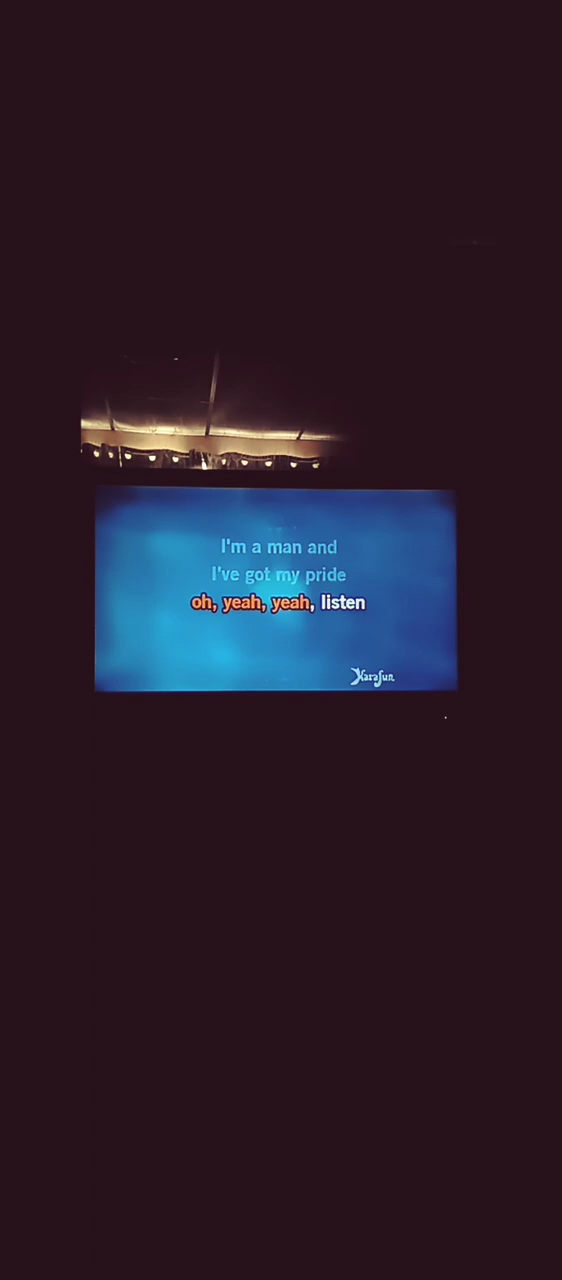 I'm a man and
I've got my pride
oh, yeah, yeah, listen
KaraFun